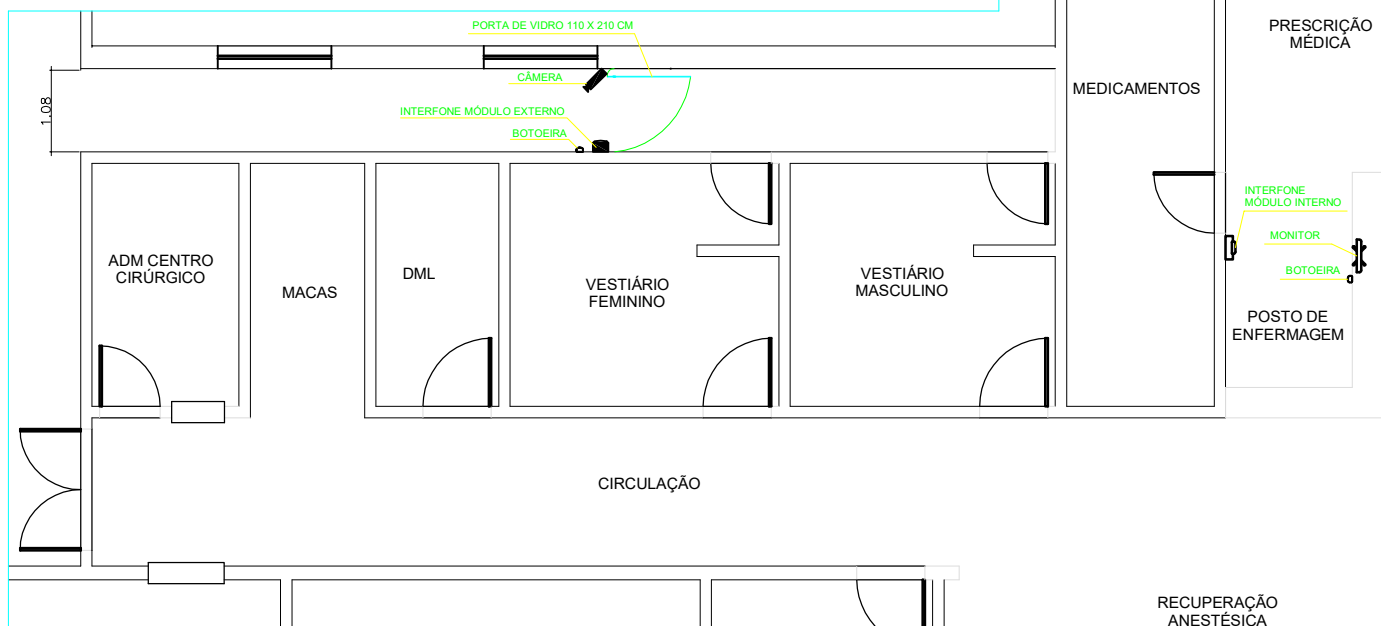 PORTA DE VIDRO 110 X 210 CM
PRESCRIÇÃO
MÉDICA
CÂMERA
MEDICAMENTOS
1.08
INTERFONE MÓDULO EXTERNO
BOTOEIRA
INTERFONE
MÓDULO INTERNO
MONITOR
BOTOEIRA
ADM CENTRO
CIRÚRGICO
MACAS
DML
VESTIÁRIO
FEMININO
VESTIÁRIO
MASCULINO
POSTO DE
ENFERMAGEM
CIRCULAÇÃO
RECUPERAÇÃO
ANESTÉSICA